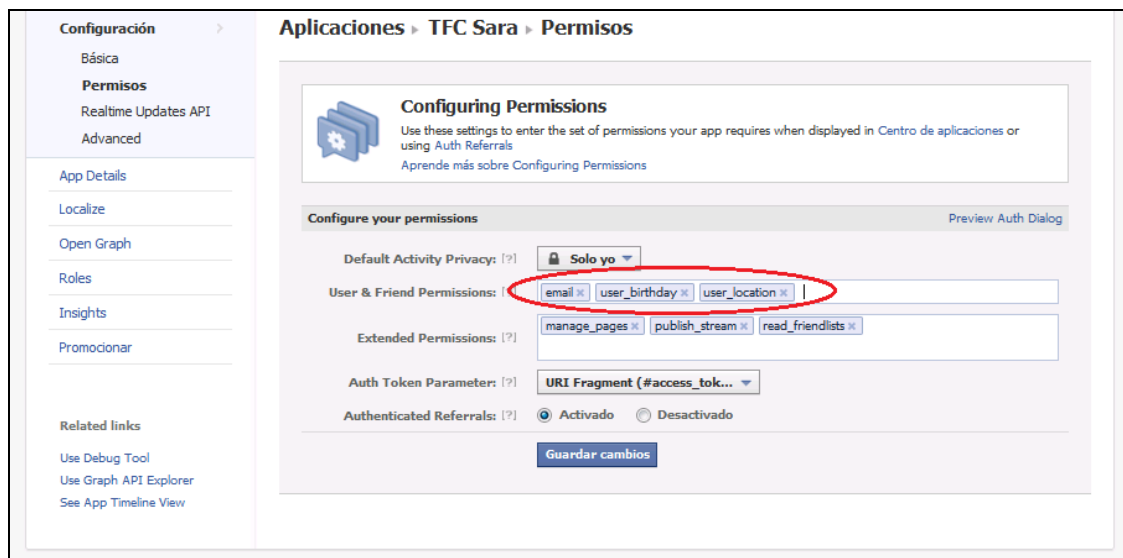 Configuración
Básica
Permisos
Realtime Updates API
Advanced
App Details
Localize
Open Graph
Roles
Insights
Promocionar
Related links
Use Debug Tool
Use Graph API Explorer
See App Timeline View
Aplicaciones ▸ TFC Sara ▸ Permisos
Configuring Permissions
Use these settings to enter the set of permissions your app requires when displayed in Centro de aplicaciones or
using Auth Referrals
Aprende más sobre Configuring Permissions
Configure your permissions Preview Auth Dialog
Default Activity Privacy: [?] Solo yo
User & Friend Permissions: [?] email × user_birthday × user_location ×
Extended Permissions: [?] manage_pages × publish_stream × read_friendlists ×
Auth Token Parameter: [?] URI Fragment (#access_tok...
Authenticated Referrals: [?] Activado Desactivado
Guardar cambios